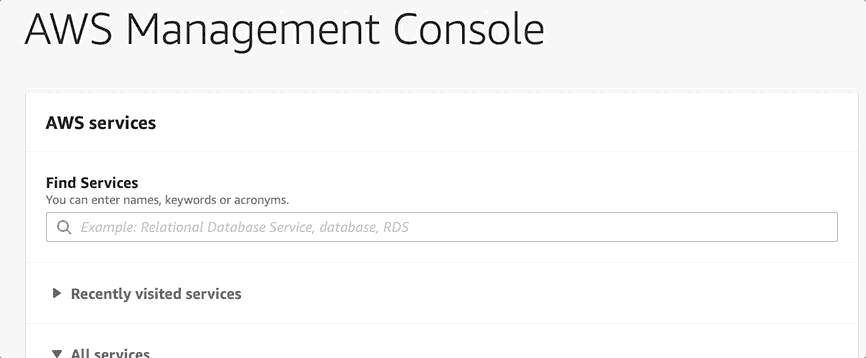 AWS Management Console
AWS services
Find Services
You can enter names, keywords or acronyms.
Example: Relational Database Service, database, RDS
Recently visited services
All services